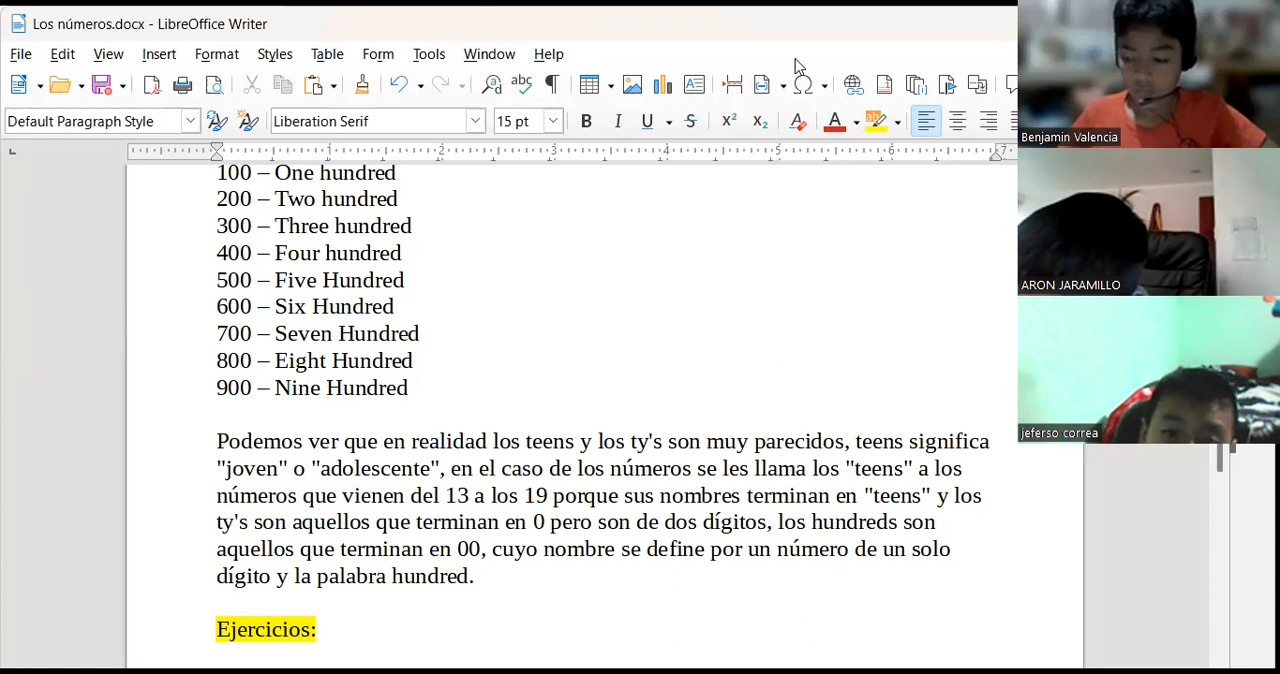 Los números.docx - LibreOffice Writer
File Edit View Insert Format Styles Table Form Tools Window Help
Default Paragraph Style Liberation Serif 15 pt
1 2 3 4 5 6 7
100 – One hundred
200 – Two hundred
300 – Three hundred
400 – Four hundred
500 – Five Hundred
600 – Six Hundred
700 – Seven Hundred
800 – Eight Hundred
900 – Nine Hundred
Podemos ver que en realidad los teens y los ty's son muy parecidos, teens significa
"joven" o "adolescente", en el caso de los números se les llama los "teens" a los
números que vienen del 13 a los 19 porque sus nombres terminan en "teens" y los
ty's son aquellos que terminan en 0 pero son de dos dígitos, los hundreds son
aquellos que terminan en 00, cuyo nombre se define por un número de un solo
dígito y la palabra hundred.
Ejercicios:
Benjamin Valencia
ARON JARAMILLO
jeferso correa